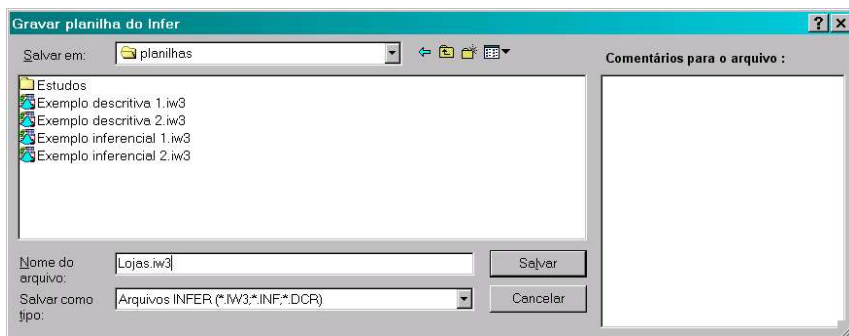 Gravar planilha do Infer
Salvar em:
planilhas
Comentários para o arquivo :
Estudos
Exemplo descritiva 1.iw3
Exemplo descritiva 2.iw3
Exemplo inferencial 1.iw3
Exemplo inferencial 2.iw3
Nome do arquivo:
Lojas.iw3
Salvar
Salvar como tipo:
Arquivos INFER (*.IW3;*.INF;*.DCR)
Cancelar